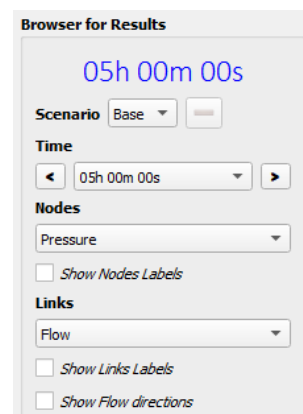 Browser for Results
05h 00m 00s
Scenario Base
Time
< 05h 00m 00s >
Nodes
Pressure
Show Nodes Labels
Links
Flow
Show Links Labels
Show Flow directions